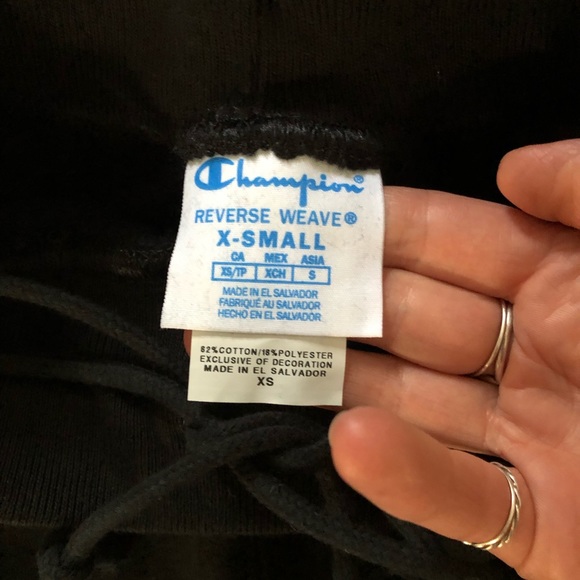 Champion®
REVERSE WEAVE®
X-SMALL
CA MEX ASIA
XS/TP XCH S
MADE IN EL SALVADOR
FABRIQUÉ AU SALVADOR
HECHO EN EL SALVADOR
82%COTTON/18%POLYESTER
EXCLUSIVE OF DECORATION
MADE IN EL SALVADOR
XS